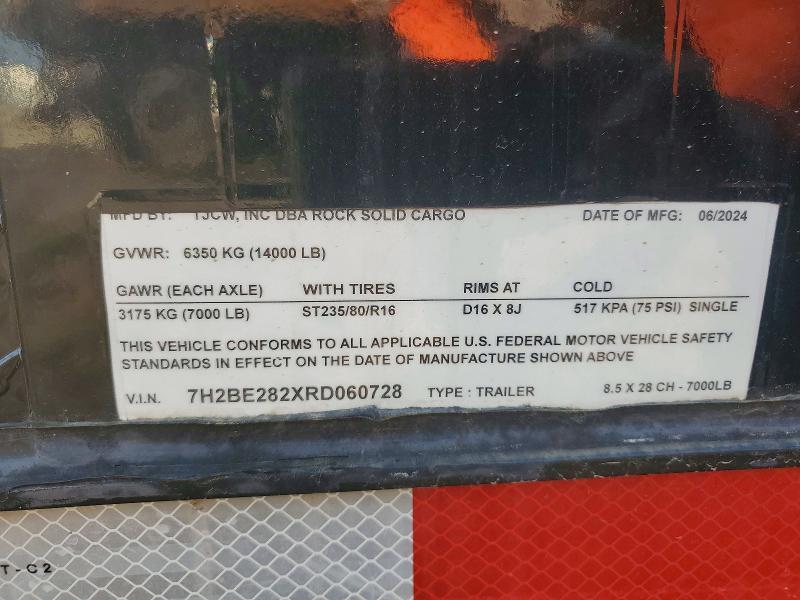 MFD BY: TJCW, INC DBA ROCK SOLID CARGO DATE OF MFG: 06/2024
GVWR: 6350 KG (14000 LB)
GAWR (EACH AXLE) WITH TIRES RIMS AT COLD
3175 KG (7000 LB) ST235/80/R16 D16 X 8J 517 KPA (75 PSI) SINGLE
THIS VEHICLE CONFORMS TO ALL APPLICABLE U.S. FEDERAL MOTOR VEHICLE SAFETY
STANDARDS IN EFFECT ON THE DATE OF MANUFACTURE SHOWN ABOVE
V.I.N. 7H2BE282XRD060728 TYPE : TRAILER 8.5 X 28 CH - 7000LB
T-C2